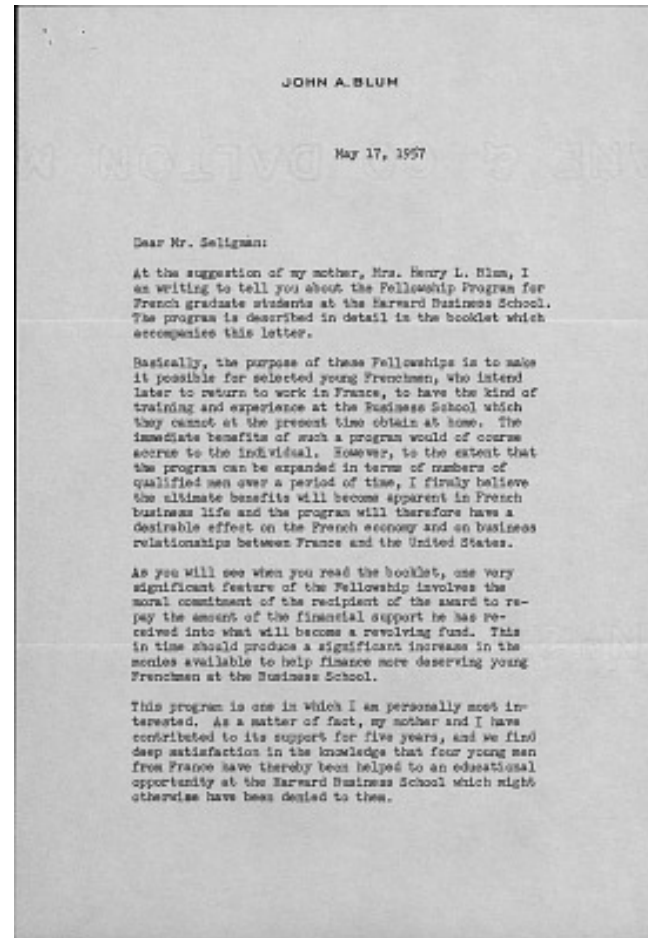 JOHN A. BLUM
May 17, 1957
Dear Mr. Seligman:
At the suggestion of my mother, Mrs. Henry L. Blum, I
am writing to tell you about the Fellowship Program for
French graduate students at the Harvard Business School.
The program is described in detail in the booklet which
accompanies this letter.
Basically, the purpose of these Fellowships is to make
it possible for selected young Frenchmen, who intend
later to return to work in France, to have the kind of
training and experience at the Business School which
they cannot at the present time obtain at home. The
immediate benefits of such a program would of course
accrue to the individual. However, to the extent that
the program can be expanded in terms of numbers of
qualified men over a period of time, I firmly believe
the ultimate benefits will become apparent in French
business life and the program will therefore have a
desirable effect on the French economy and on business
relationships between France and the United States.
As you will see when you read the booklet, one very
significant feature of the Fellowship involves the
moral commitment of the recipient of the award to re-
pay the amount of the financial support he has re-
ceived into what will become a revolving fund. This
in time should produce a significant increase in the
monies available to help finance more deserving young
Frenchmen at the Business School.
This program is one in which I am personally most in-
terested. As a matter of fact, my mother and I have
contributed to its support for five years, and we find
deep satisfaction in the knowledge that four young men
from France have thereby been helped to an educational
opportunity at the Harvard Business School which might
otherwise have been denied to them.